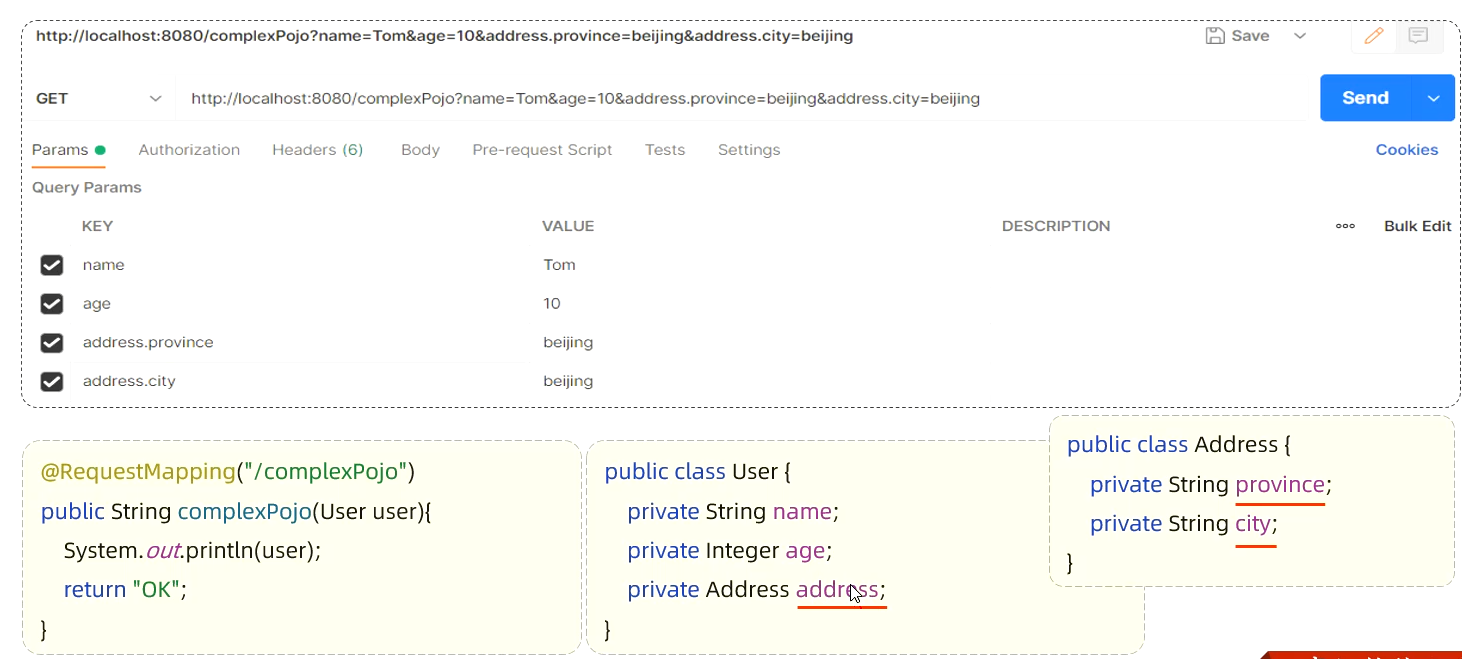 http://localhost:8080/complexPojo?name=Tom&age=10&address.province=beijing&address.city=beijing
Save
GET
http://localhost:8080/complexPojo?name=Tom&age=10&address.province=beijing&address.city=beijing
Send
Params
Authorization
Headers (6)
Body
Pre-request Script
Tests
Settings
Cookies
Query Params
KEY
VALUE
DESCRIPTION
Bulk Edit
name
Tom
age
10
address.province
beijing
address.city
beijing
@RequestMapping("/complexPojo")
public String complexPojo(User user){
System.out.println(user);
return "OK";
}
public class User {
private String name;
private Integer age;
private Address address;
}
public class Address {
private String province;
private String city;
}